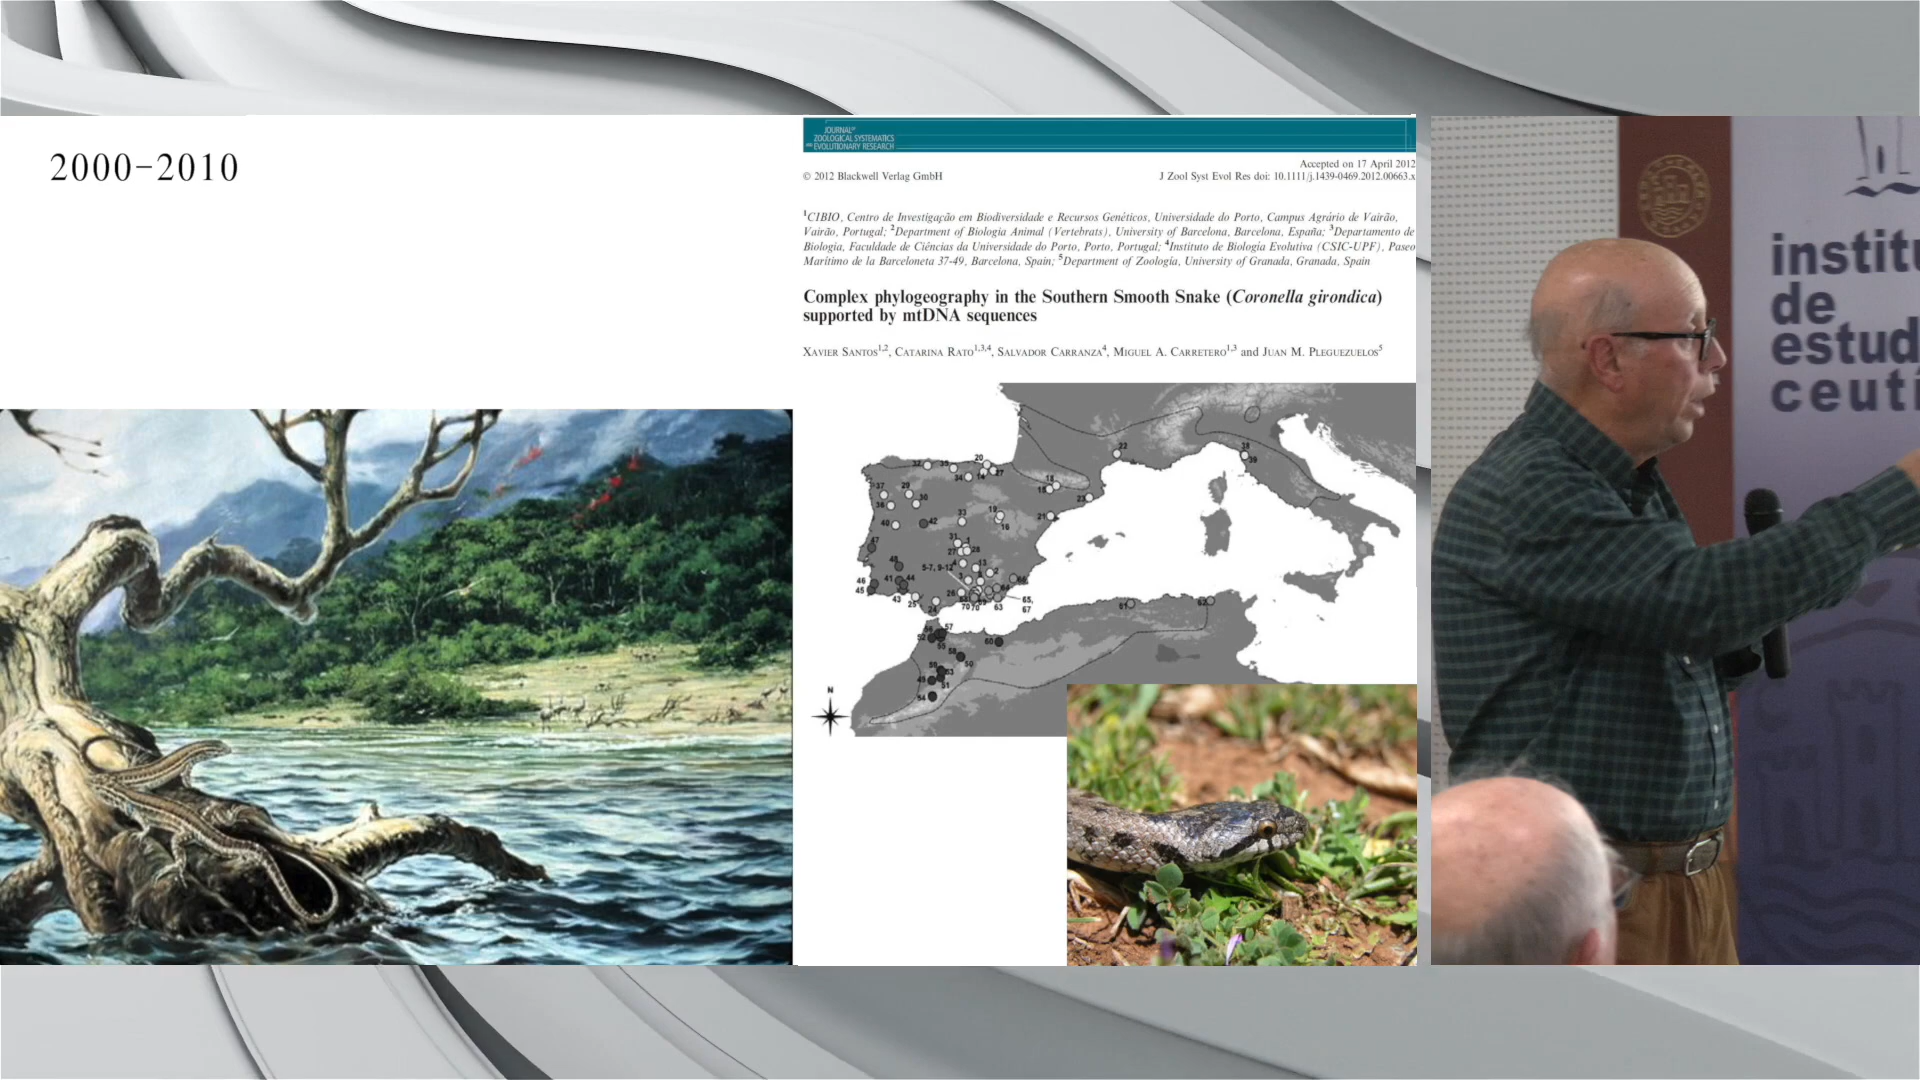 2000-2010
JOURNAL OF
ZOOLOGICAL SYSTEMATICS
AND EVOLUTIONARY RESEARCH
Accepted on 17 April 2012
© 2012 Blackwell Verlag GmbH
J Zool Syst Evol Res doi: 10.1111/j.1439-0469.2012.00663.x
1CIBIO, Centro de Investigação em Biodiversidade e Recursos Genéticos, Universidade do Porto, Campus Agrário de Vairão,
Vairão, Portugal; 2Department of Biologia Animal (Vertebrats), University of Barcelona, Barcelona, España; 3Departamento de
Biologia, Faculdade de Ciências da Universidade do Porto, Porto, Portugal; 4Instituto de Biología Evolutiva (CSIC-UPF), Paseo
Marítimo de la Barceloneta 37-49, Barcelona, Spain; 5Department of Zoología, University of Granada, Granada, Spain
Complex phylogeography in the Southern Smooth Snake (Coronella girondica)
supported by mtDNA sequences
Xavier Santos1,2, Catarina Rato1,3,4, Salvador Carranza4, Miguel A. Carretero1,3 and Juan M. Pleguezuelos5
N
institu
de
estud
ceutí